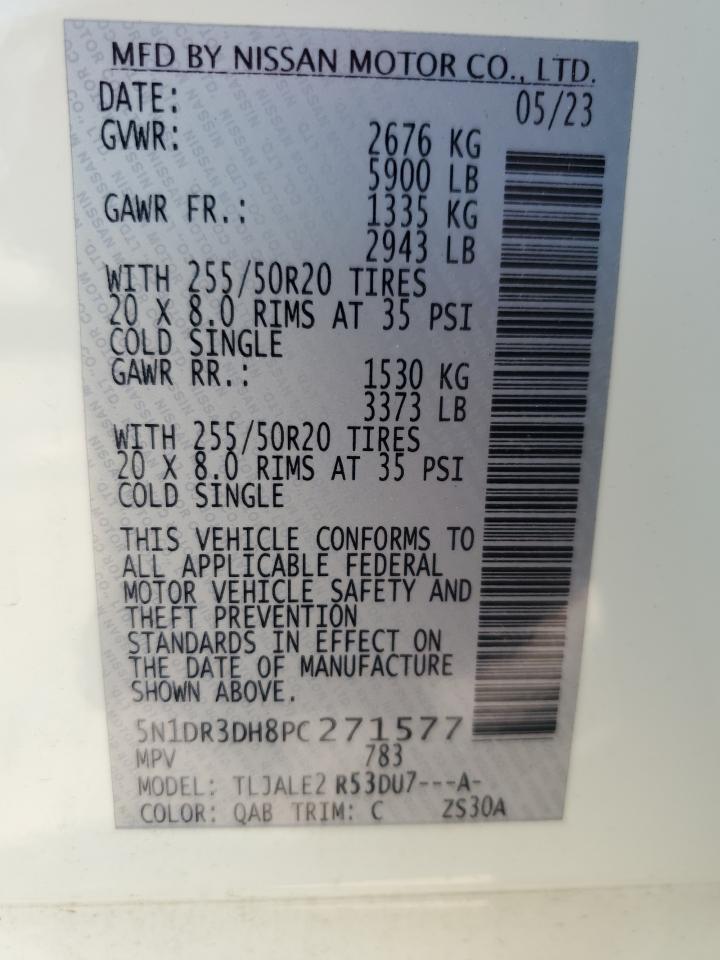 MFD BY NISSAN MOTOR CO., LTD.
DATE: 05/23
GVWR: 2676 KG
5900 LB
GAWR FR.: 1335 KG
2943 LB
WITH 255/50R20 TIRES
20 X 8.0 RIMS AT 35 PSI
COLD SINGLE
GAWR RR.: 1530 KG
3373 LB
WITH 255/50R20 TIRES
20 X 8.0 RIMS AT 35 PSI
COLD SINGLE
THIS VEHICLE CONFORMS TO
ALL APPLICABLE FEDERAL
MOTOR VEHICLE SAFETY AND
THEFT PREVENTION
STANDARDS IN EFFECT ON
THE DATE OF MANUFACTURE
SHOWN ABOVE.
5N1DR3DH8PC271577
MPV 783
MODEL: TLJALE2 R53DU7---A-
COLOR: QAB TRIM: C ZS30A